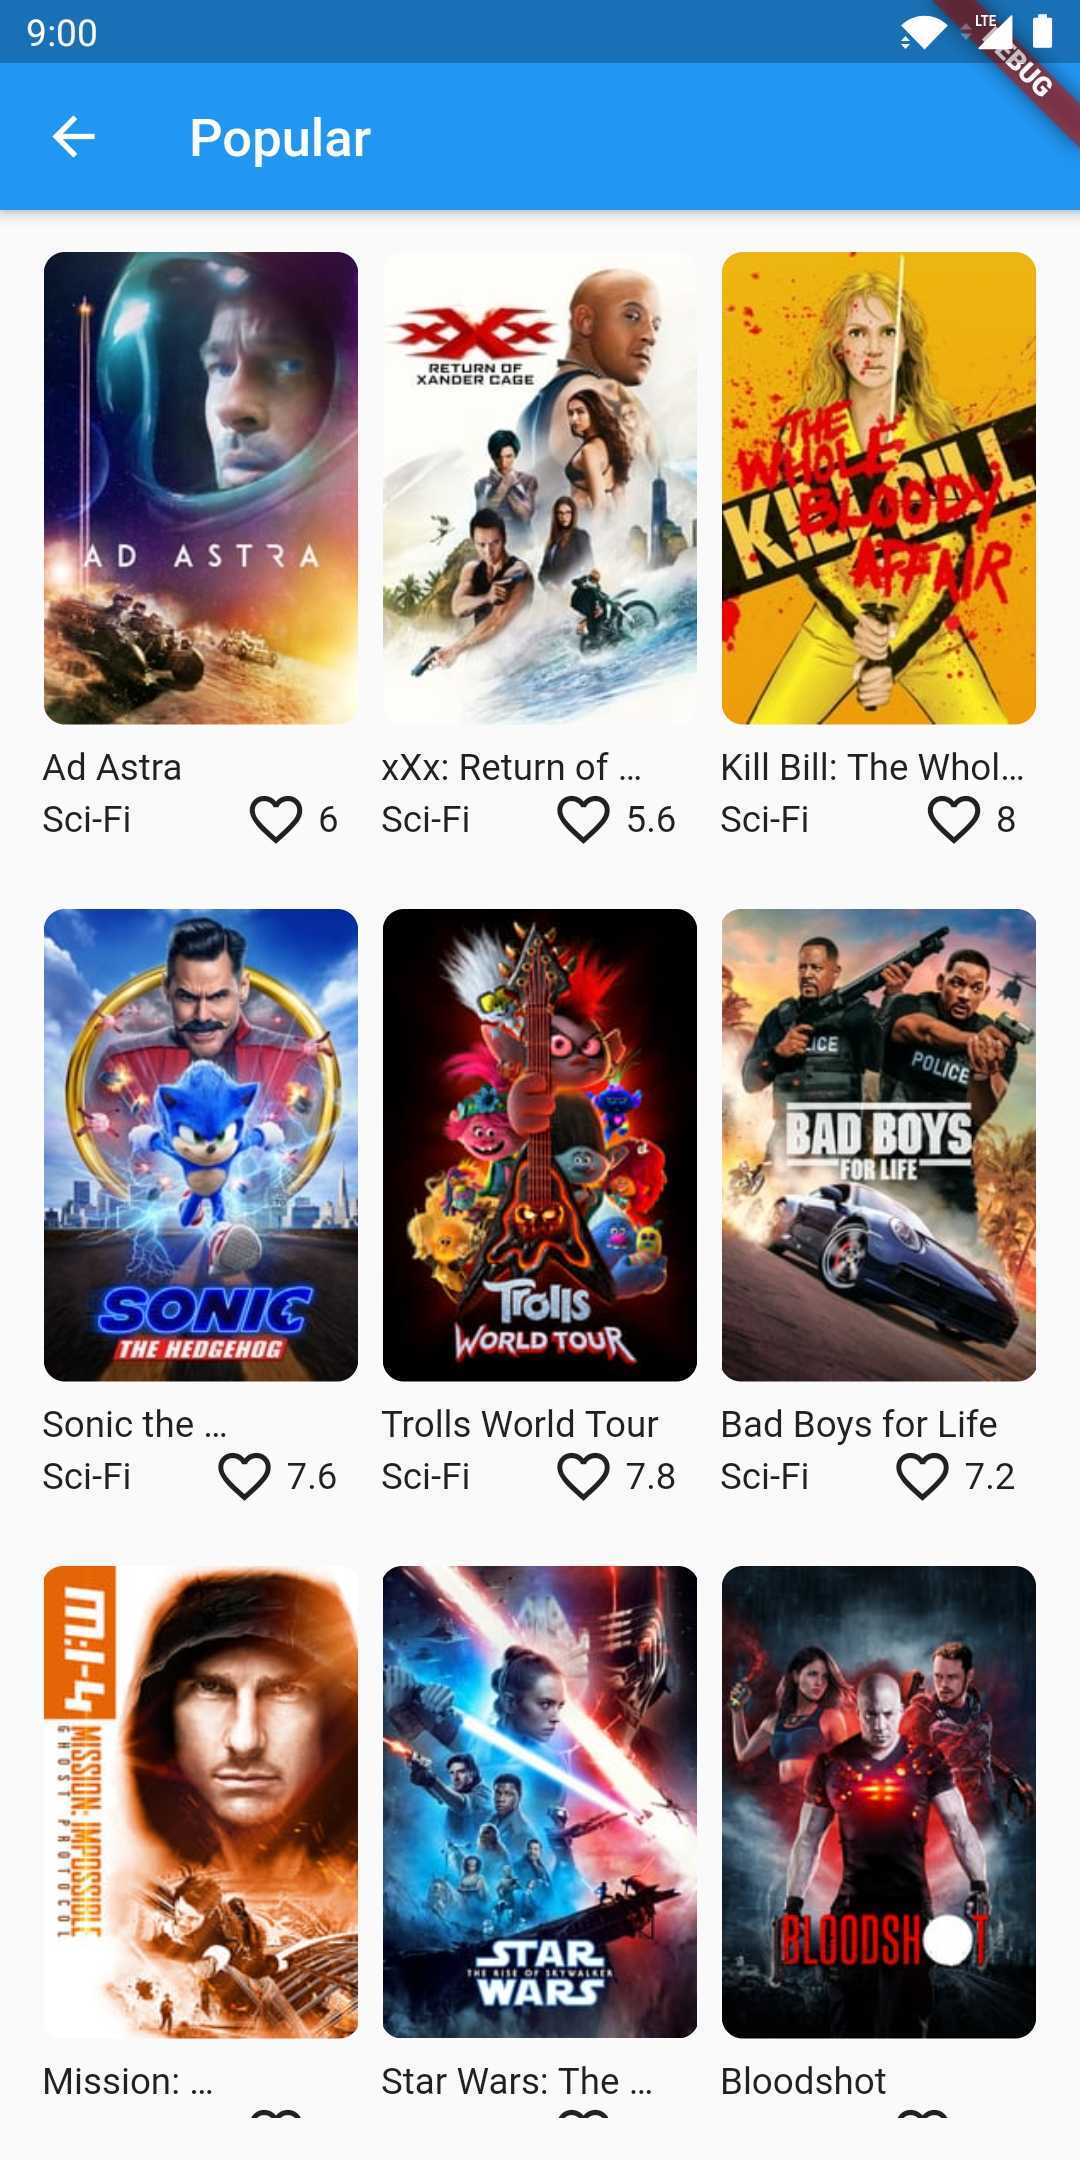 9:00
LTE
EBUG
Popular
xXx
RETURN OF
XANDER CAGE
AD ASTRA
THE
WHOLE
BLOODY
AFFAIR
KILL BILL
Ad Astra
xXx: Return of ...
Kill Bill: The Whol...
Sci-Fi 6
Sci-Fi 5.6
Sci-Fi 8
SONIC
THE HEDGEHOG
Trolls
WORLD TOUR
LICE
POLICE
BAD BOYS
FOR LIFE
Sonic the ...
Trolls World Tour
Bad Boys for Life
Sci-Fi 7.6
Sci-Fi 7.8
Sci-Fi 7.2
M:I-4
MISSION: IMPOSSIBLE
GHOST PROTOCOL
STAR
THE RISE OF SKYWALKER
WARS
BLOODSHOT
Mission: ...
Star Wars: The ...
Bloodshot